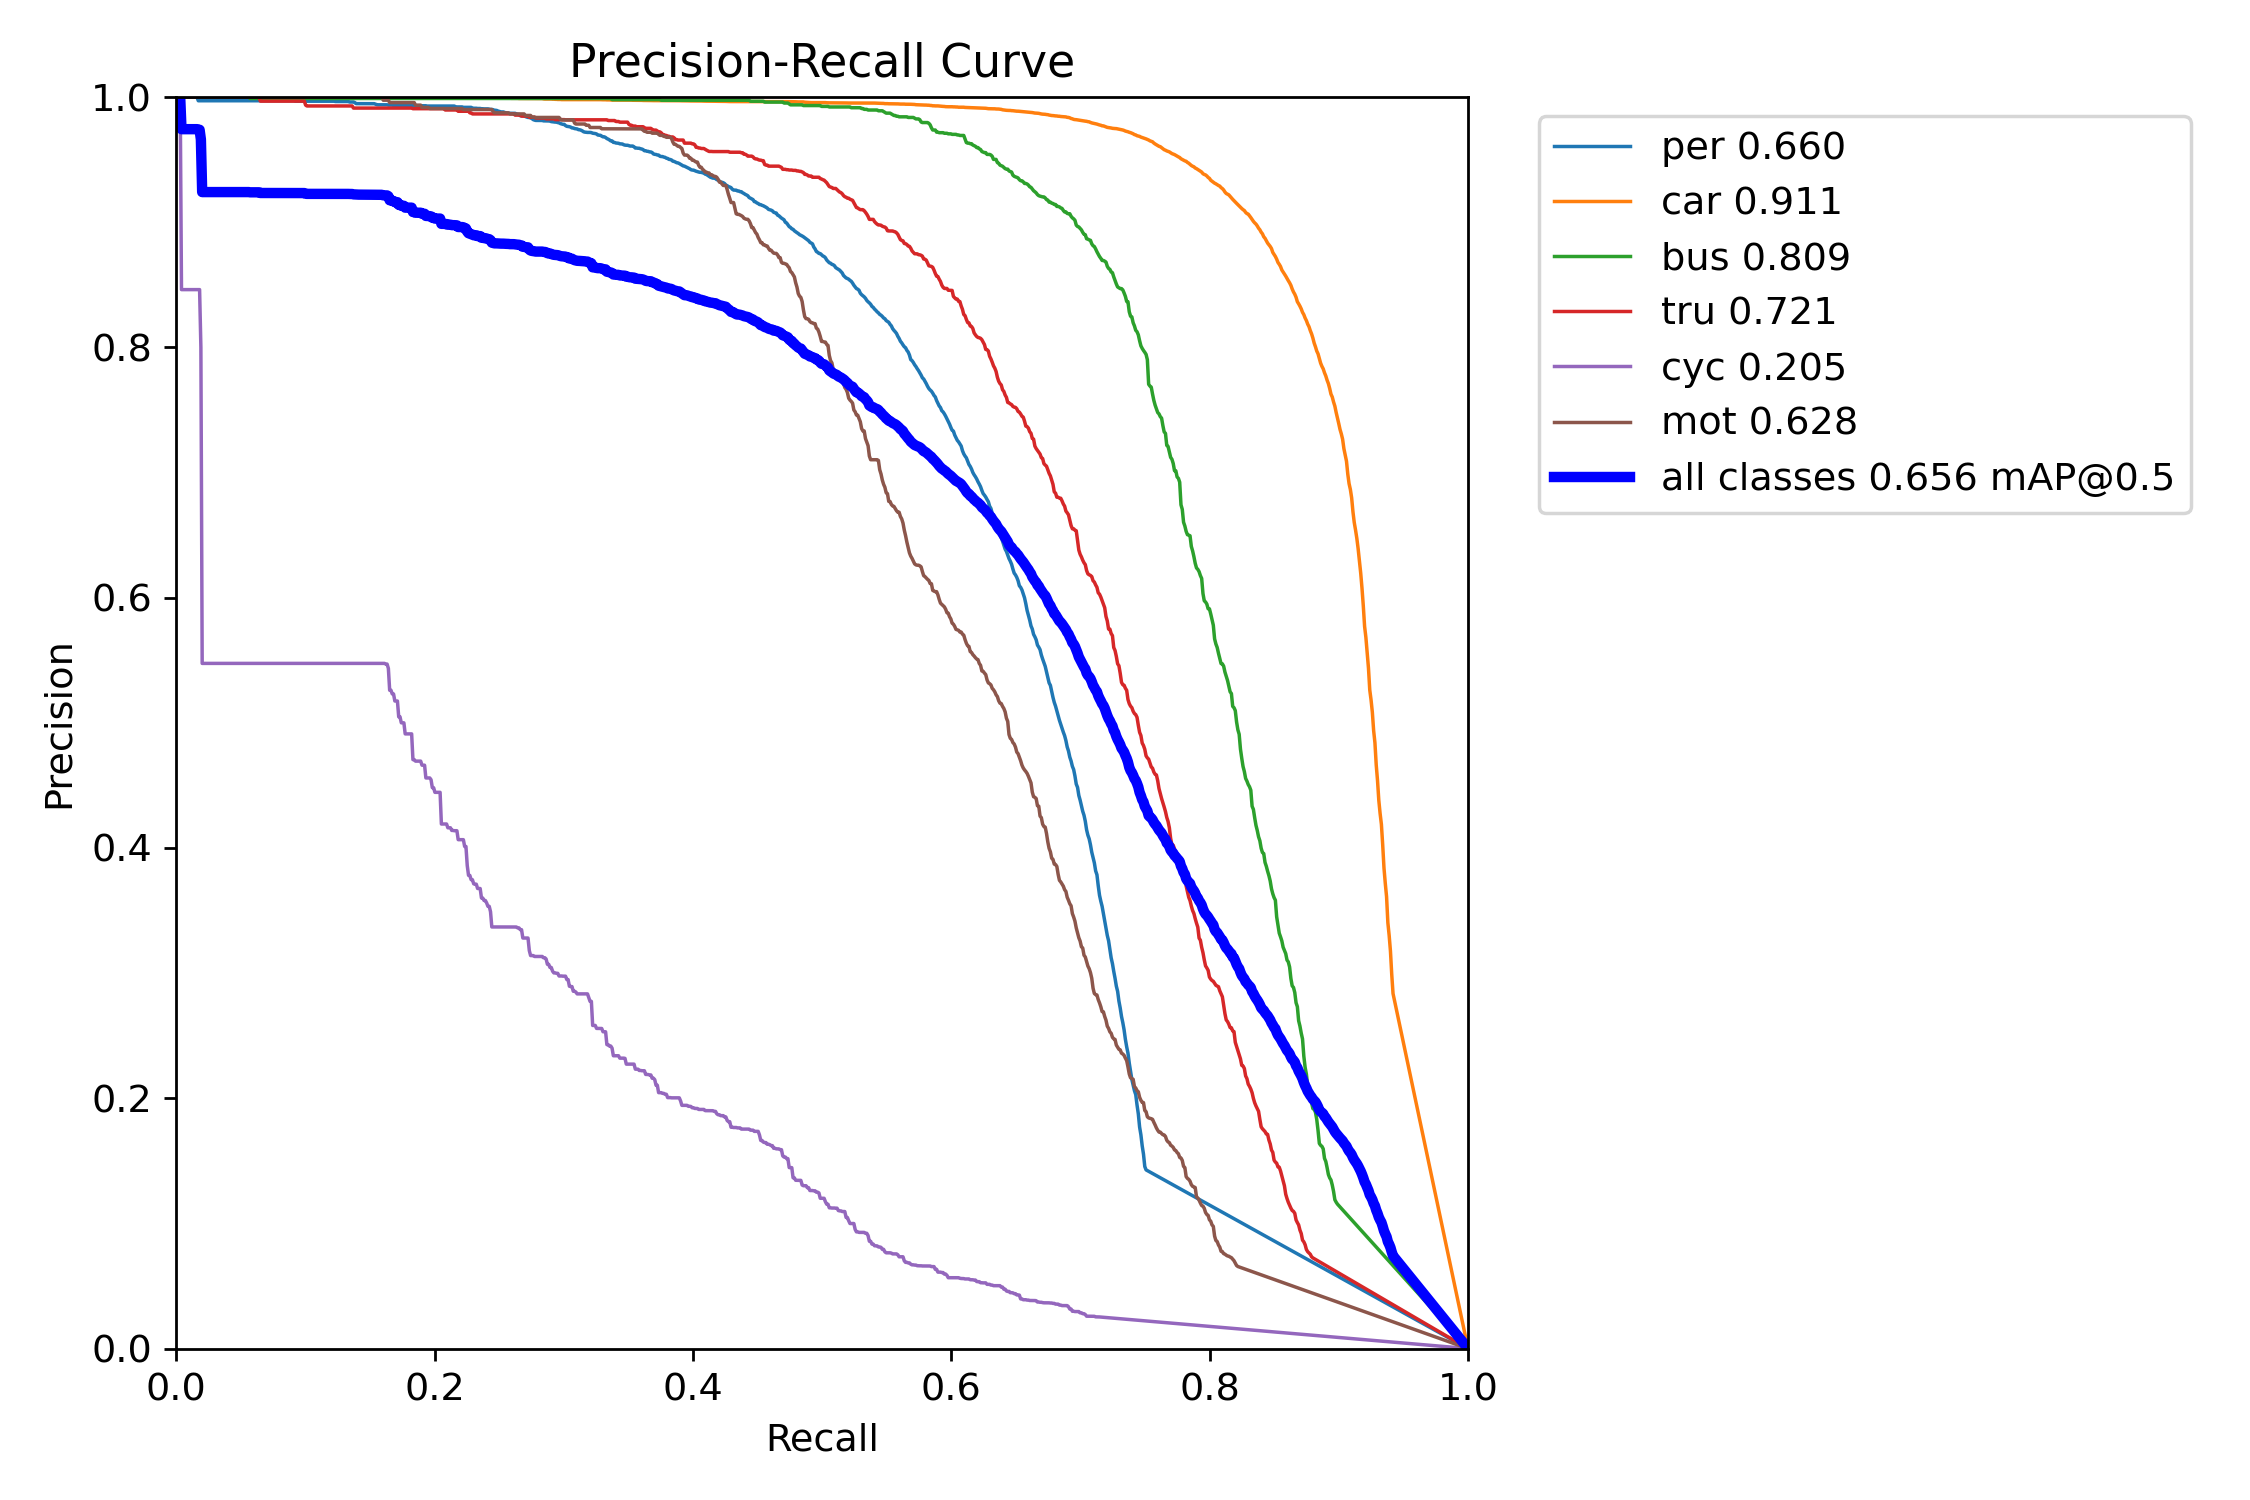 Precision-Recall Curve
1.0
0.8
0.6
0.4
0.2
0.0
Precision
0.0 0.2 0.4 0.6 0.8 1.0
Recall
per 0.660
car 0.911
bus 0.809
tru 0.721
cyc 0.205
mot 0.628
all classes 0.656 mAP@0.5